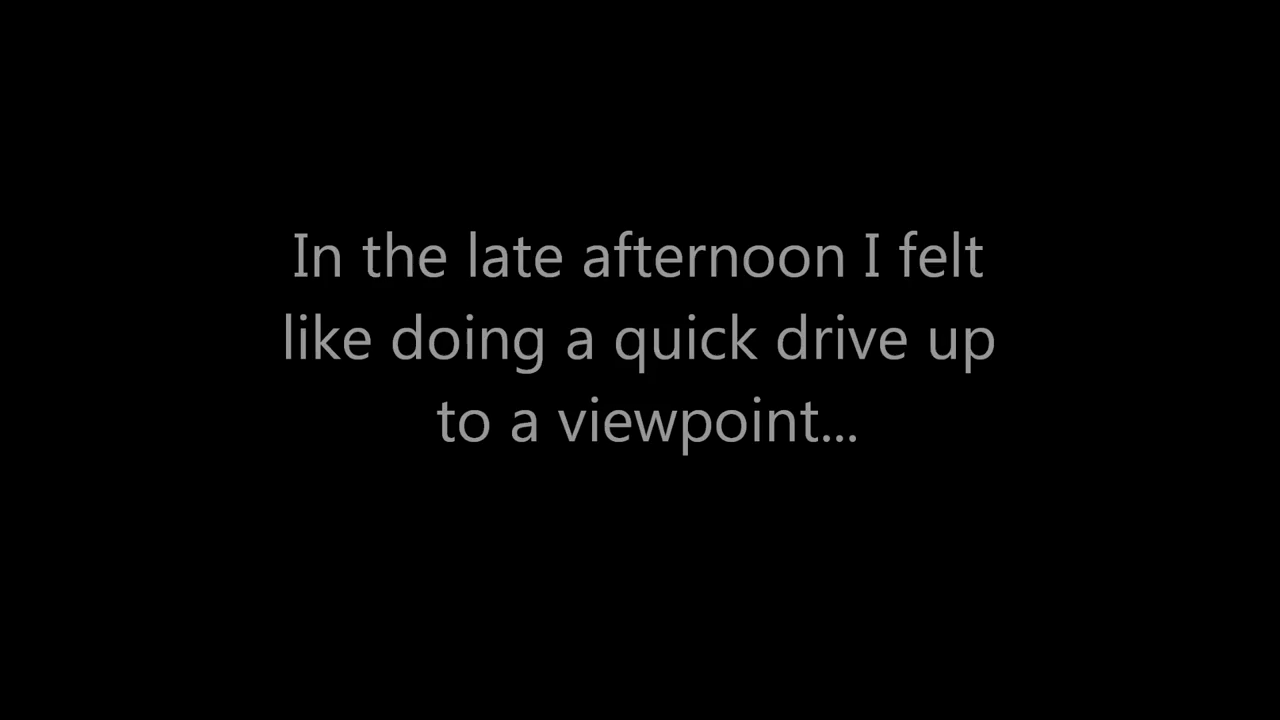 In the late afternoon I felt
like doing a quick drive up
to a viewpoint...